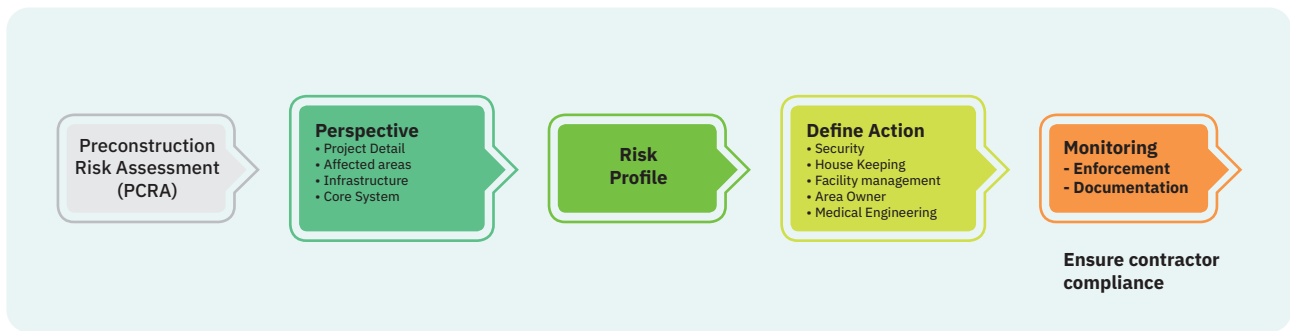 Preconstruction
Risk Assessment
(PCRA)
Perspective
• Project Detail
• Affected areas
• Infrastructure
• Core System
Risk
Profile
Define Action
• Security
• House Keeping
• Facility management
• Area Owner
• Medical Engineering
Monitoring
- Enforcement
- Documentation
Ensure contractor
compliance